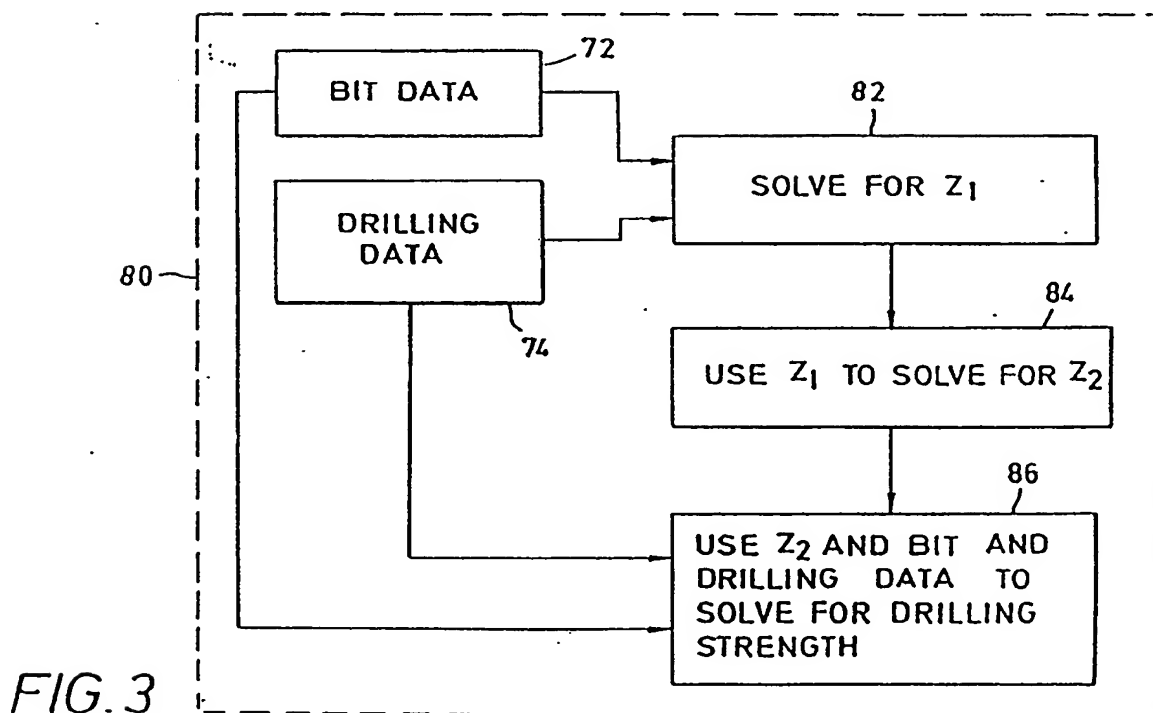 72
BIT DATA
82
SOLVE FOR Z1
DRILLING
DATA
80
74
84
USE Z1 TO SOLVE FOR Z2
86
USE Z2 AND BIT AND
DRILLING DATA TO
SOLVE FOR DRILLING
STRENGTH
FIG. 3